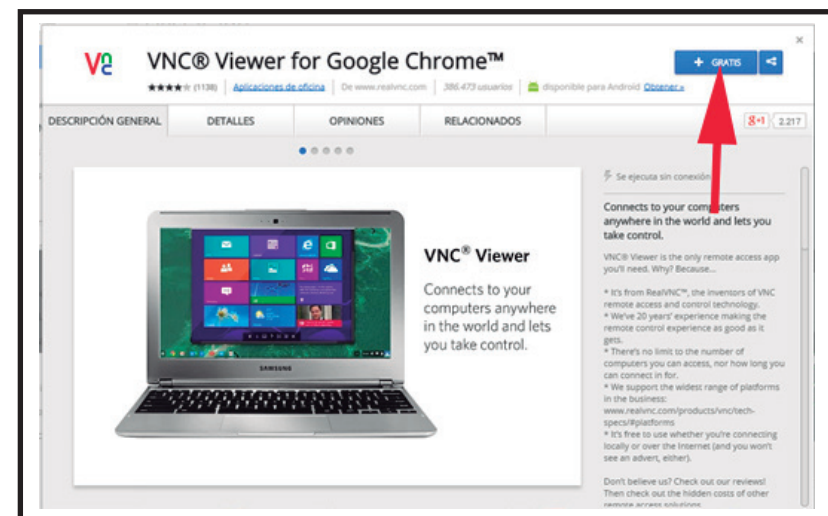 VNC® Viewer for Google Chrome™
+ GRATIS
★★★★☆ (1138) Aplicaciones de oficina De www.realvnc.com 386.473 usuarios disponible para Android Obtener »
DESCRIPCIÓN GENERAL DETALLES OPINIONES RELACIONADOS
g+1 2.217
VNC® Viewer
Connects to your
computers anywhere
in the world and lets
you take control.
SAMSUNG
Se ejecuta sin conexión
Connects to your computers
anywhere in the world and lets you
take control.
VNC® Viewer is the only remote access app
you'll need. Why? Because...
* It's from RealVNC™, the inventors of VNC
remote access and control technology.
* We've 20 years' experience making the
remote control experience as good as it
gets.
* There's no limit to the number of
computers you can access, nor how long you
can connect in for.
* We support the widest range of platforms
in the business:
www.realvnc.com/products/vnc/tech-
specs/#platforms
* It's free to use whether you're connecting
locally or over the Internet (and you won't
see an advert, either).
Don't believe us? Check out our reviews!
Then check out the hidden costs of other
remote access solutions.